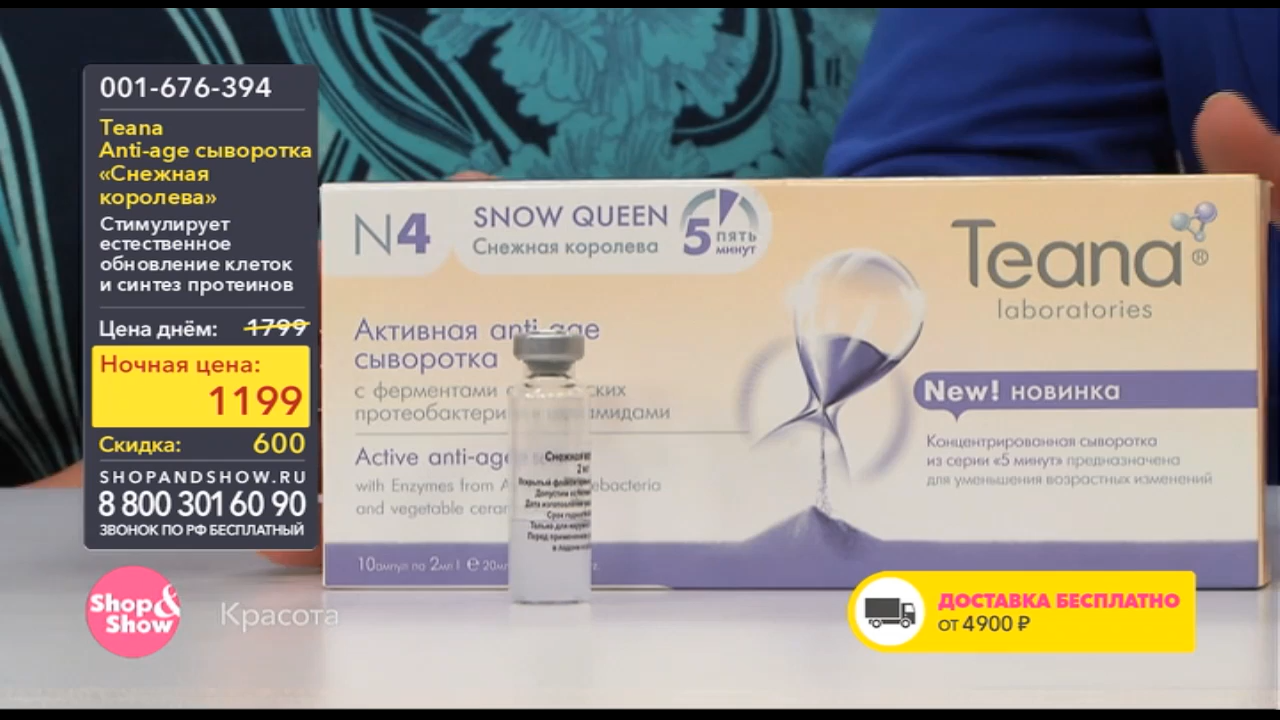 001-676-394
Teana
Anti-age сыворотка
«Снежная
королева»
Стимулирует
естественное
обновление клеток
и синтез протеинов
Цена днём: 1799
Ночная цена:
1199
Скидка: 600
SHOPANDSHOW.RU
8 800 301 60 90
ЗВОНОК ПО РФ БЕСПЛАТНЫЙ
Shop&
Show
Красота
N4
SNOW QUEEN
Снежная королева
5 ПЯТЬ
минут
Активная anti-age
сыворотка
с ферментами
протеобактери
Active anti-age
with Enzymes from
and vegetable
10 ампул по 2мл
Teana®
laboratories
New! новинка
Концентрированная сыворотка
из серии «5 минут» предназначена
для уменьшения возрастных изменений
ДОСТАВКА БЕСПЛАТНО
ОТ 4900 ₽